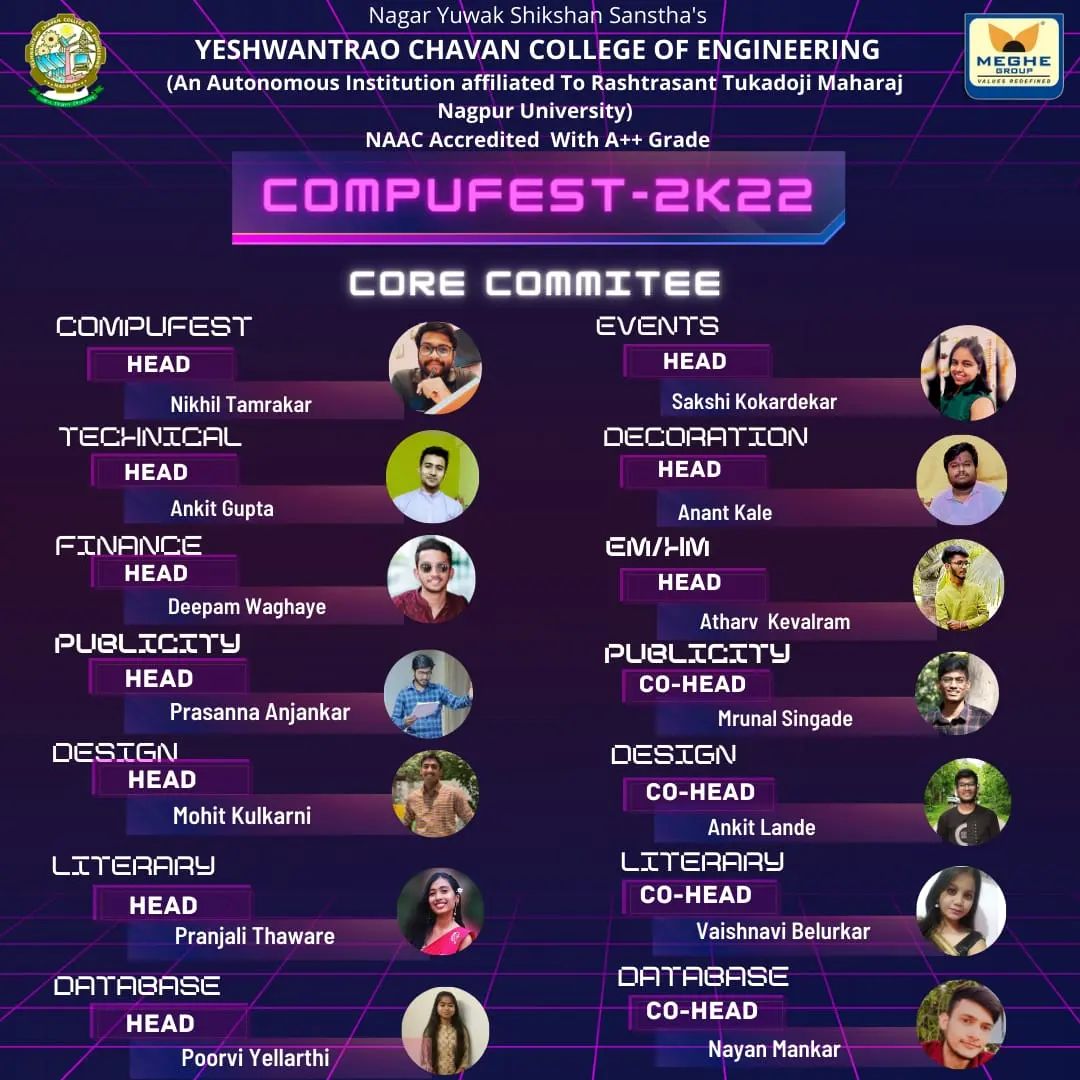 Nagar Yuwak Shikshan Sanstha's
YESHWANTRAO CHAVAN COLLEGE OF ENGINEERING
(An Autonomous Institution affiliated To Rashtrasant Tukadoji Maharaj
Nagpur University)
NAAC Accredited With A++ Grade
MEGHE
GROUP
VALUES REDEFINED
NAGPUR
COMPUFEST-2K22
CORE COMMITEE
COMPUFEST
HEAD
Nikhil Tamrakar
EVENTS
HEAD
Sakshi Kokardekar
TECHNICAL
HEAD
Ankit Gupta
DECORATION
HEAD
Anant Kale
FINANCE
HEAD
Deepam Waghaye
EM/HM
HEAD
Atharv Kevalram
PUBLICITY
HEAD
Prasanna Anjankar
PUBLICITY
CO-HEAD
Mrunal Singade
DESIGN
HEAD
Mohit Kulkarni
DESIGN
CO-HEAD
Ankit Lande
LITERARY
HEAD
Pranjali Thaware
LITERARY
CO-HEAD
Vaishnavi Belurkar
DATABASE
HEAD
Poorvi Yellarthi
DATABASE
CO-HEAD
Nayan Mankar